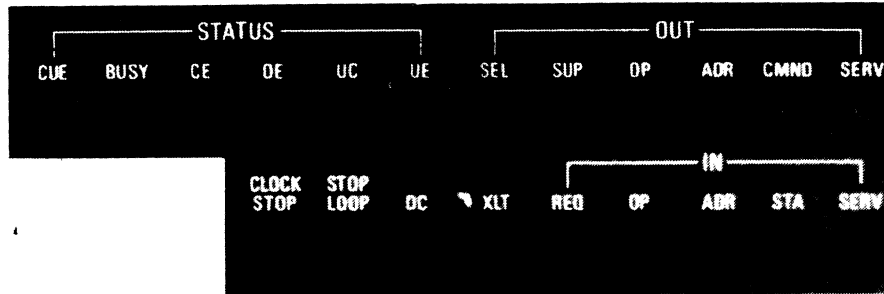 STATUS OUT
CUE BUSY CE DE UC UE SEL SUP OP ADR CMND SERV
IN
CLOCK STOP
STOP LOOP DC XLT REQ OP ADR STA SERV